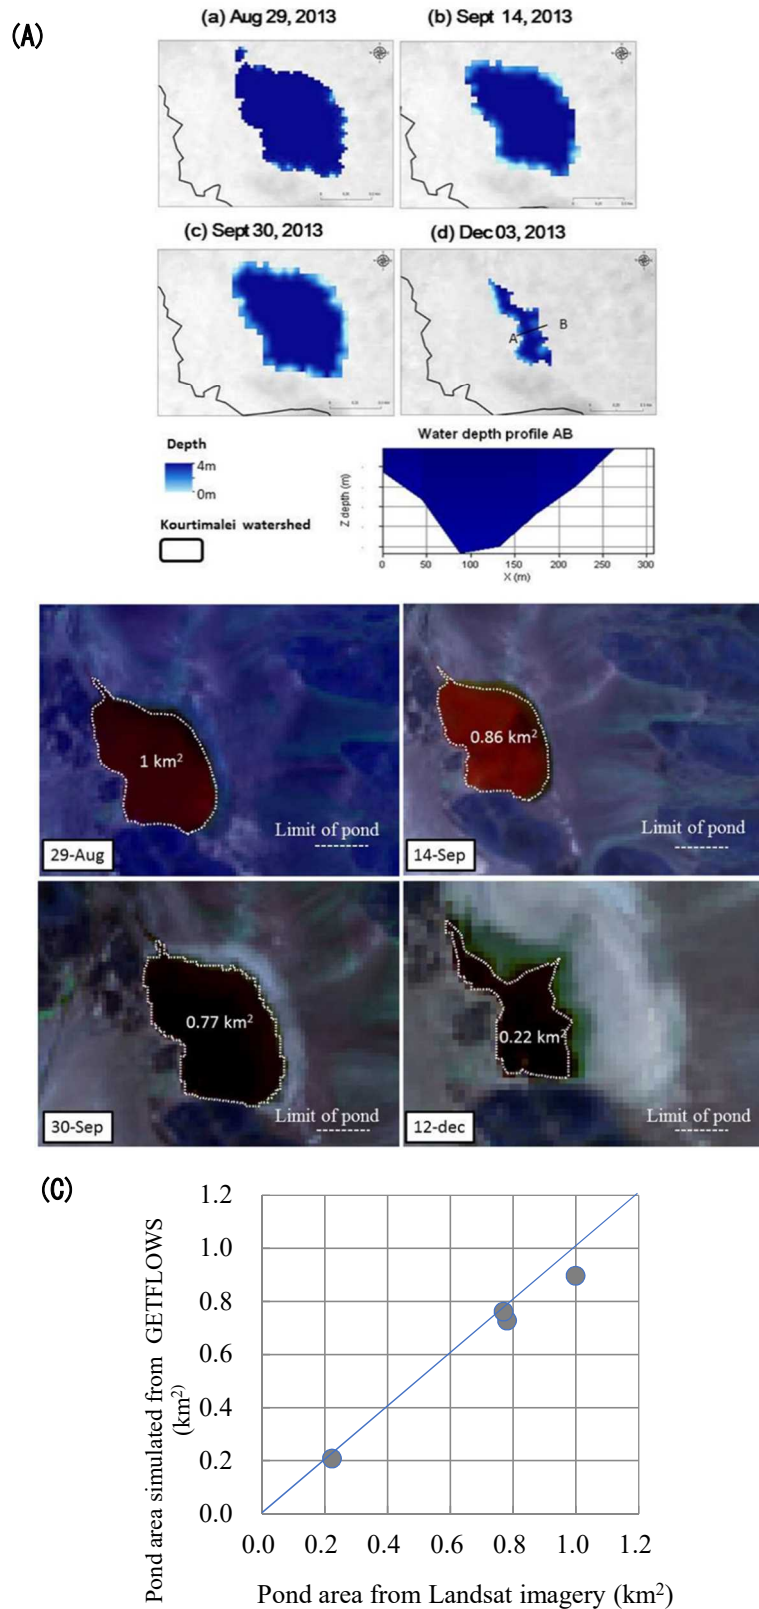 (A)
(a) Aug 29, 2013
(b) Sept 14, 2013
(c) Sept 30, 2013
(d) Dec 03, 2013
A
B
Depth
4m
0m
Kourtimalei watershed
Water depth profile AB
Z depth (m)
0 50 100 150 200 250 300
X (m)
1 km²
Limit of pond
29-Aug
0.86 km²
Limit of pond
14-Sep
0.77 km²
Limit of pond
30-Sep
0.22 km²
Limit of pond
12-dec
(C)
Pond area simulated from GETFLOWS
(km²)
1.2
1.0
0.8
0.6
0.4
0.2
0.0
0.0 0.2 0.4 0.6 0.8 1.0 1.2
Pond area from Landsat imagery (km²)